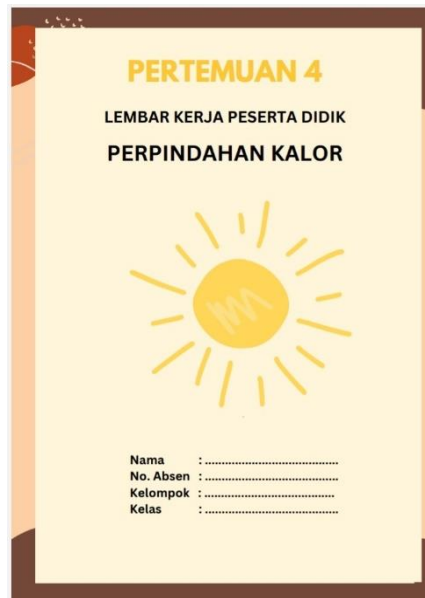 PERTEMUAN 4
LEMBAR KERJA PESERTA DIDIK
PERPINDAHAN KALOR
Nama : ........................................
No. Absen : ........................................
Kelompok : .......................................
Kelas : ........................................